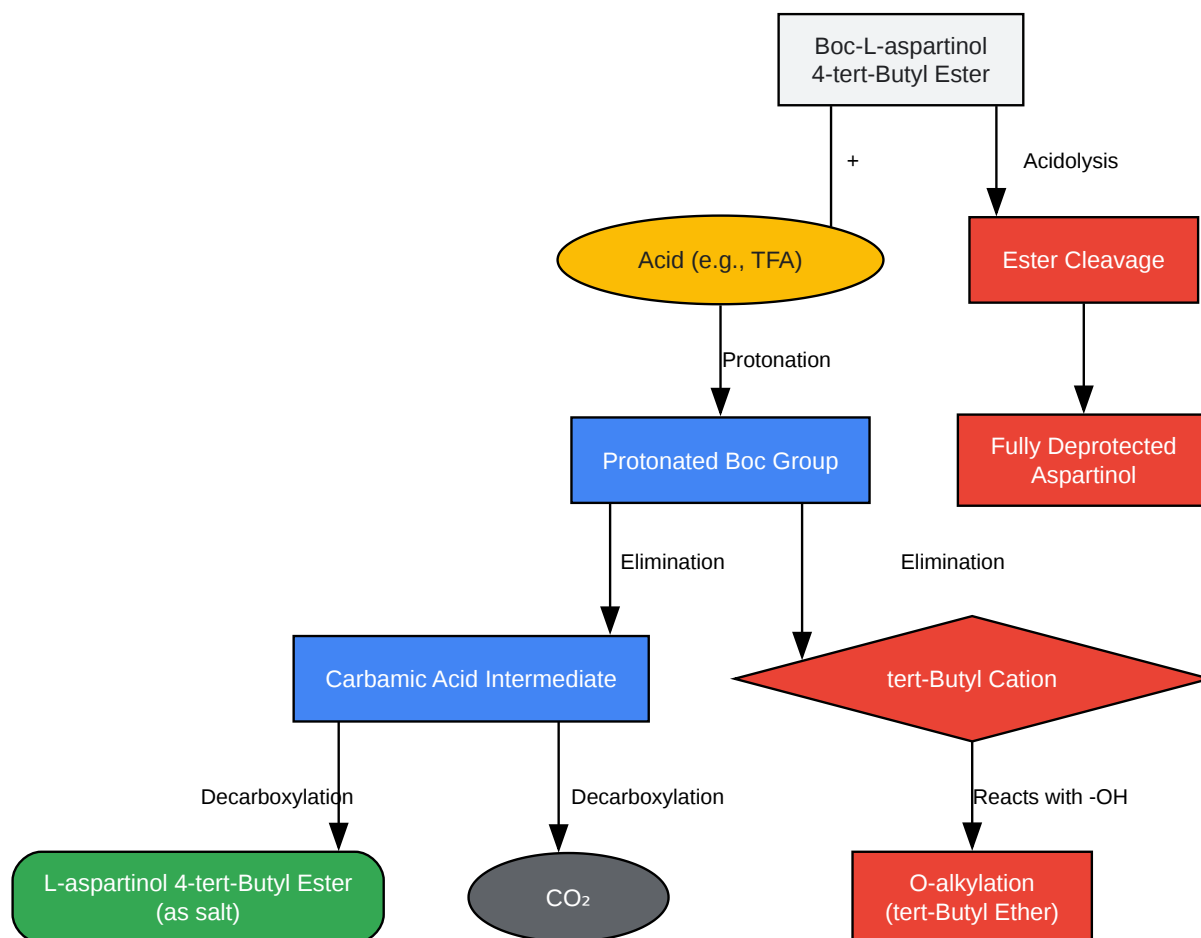 Boc-L-aspartinol
4-tert-Butyl Ester
+
Acidolysis
Acid (e.g., TFA)
Ester Cleavage
Protonation
Protonated Boc Group
Fully Deprotected
Aspartinol
Elimination
Elimination
Carbamic Acid Intermediate
tert-Butyl Cation
Decarboxylation
Decarboxylation
Reacts with -OH
L-aspartinol 4-tert-Butyl Ester
(as salt)
CO₂
O-alkylation
(tert-Butyl Ether)